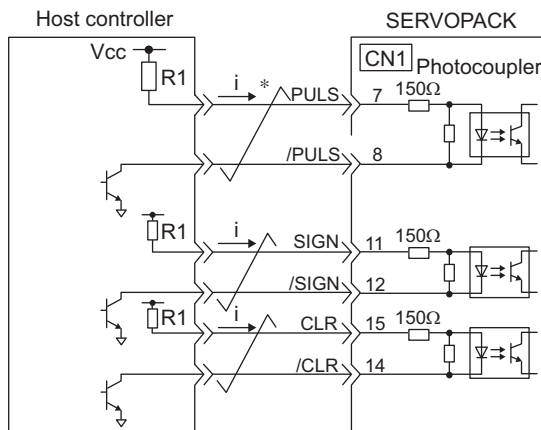 Host controller
SERVOPACK
Vcc
CN1
Photocoupler
R1
i
*
PULS
7
150Ω
/PULS
8
R1
i
SIGN
11
150Ω
/SIGN
12
R1
i
CLR
15
150Ω
/CLR
14